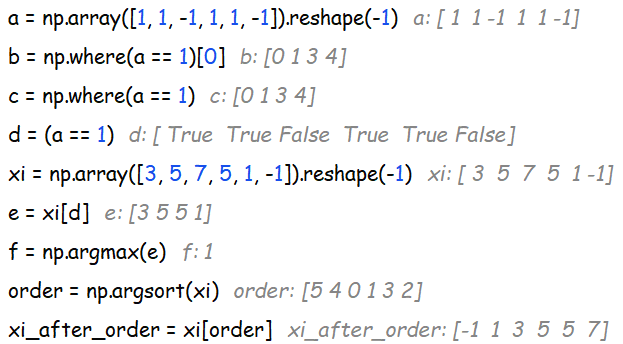 a = np.array([1, 1, -1, 1, 1, -1]).reshape(-1) a: [ 1 1 -1 1 1 -1]
b = np.where(a == 1)[0] b: [0 1 3 4]
c = np.where(a == 1) c: [0 1 3 4]
d = (a == 1) d: [ True True False True True False]
xi = np.array([3, 5, 7, 5, 1, -1]).reshape(-1) xi: [ 3 5 7 5 1 -1]
e = xi[d] e: [3 5 5 1]
f = np.argmax(e) f: 1
order = np.argsort(xi) order: [5 4 0 1 3 2]
xi_after_order = xi[order] xi_after_order: [-1 1 3 5 5 7]